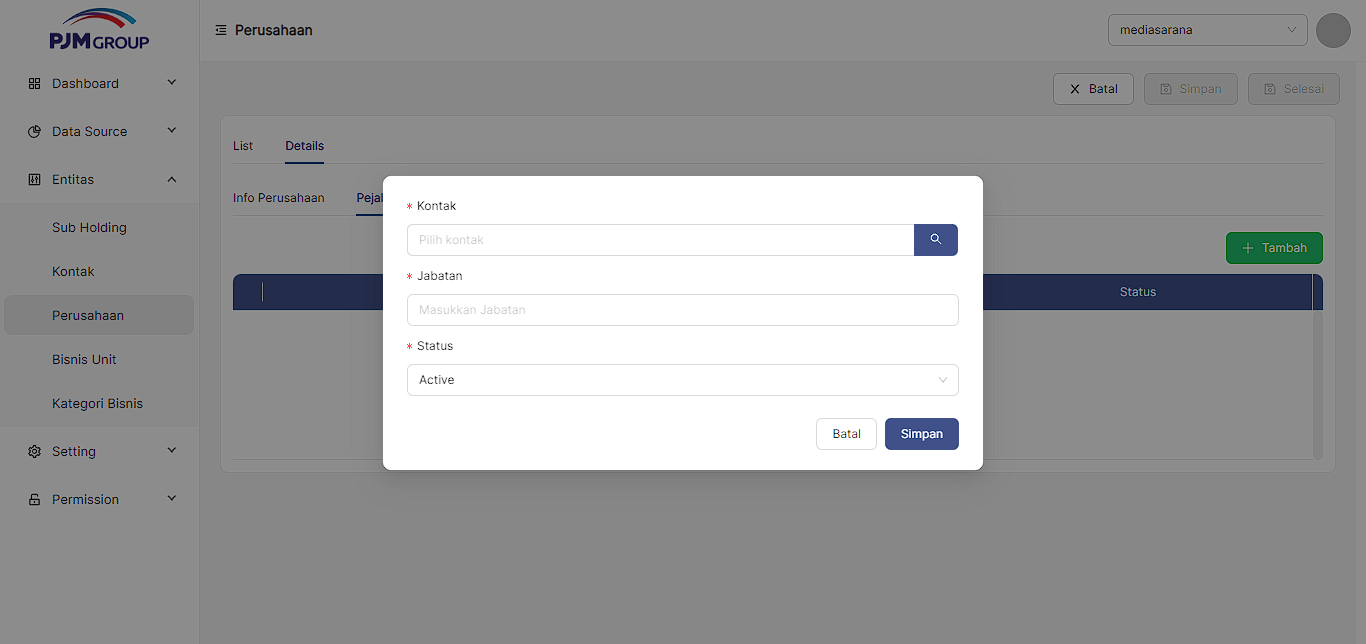 PJM GROUP
Perusahaan
mediasarana
Dashboard
Data Source
Entitas
Sub Holding
Kontak
Perusahaan
Bisnis Unit
Kategori Bisnis
Setting
Permission
Batal
Simpan
Selesai
List
Details
Info Perusahaan
Tambah
Status
* Kontak
Pilih kontak
* Jabatan
Masukkan Jabatan
* Status
Active
Batal
Simpan